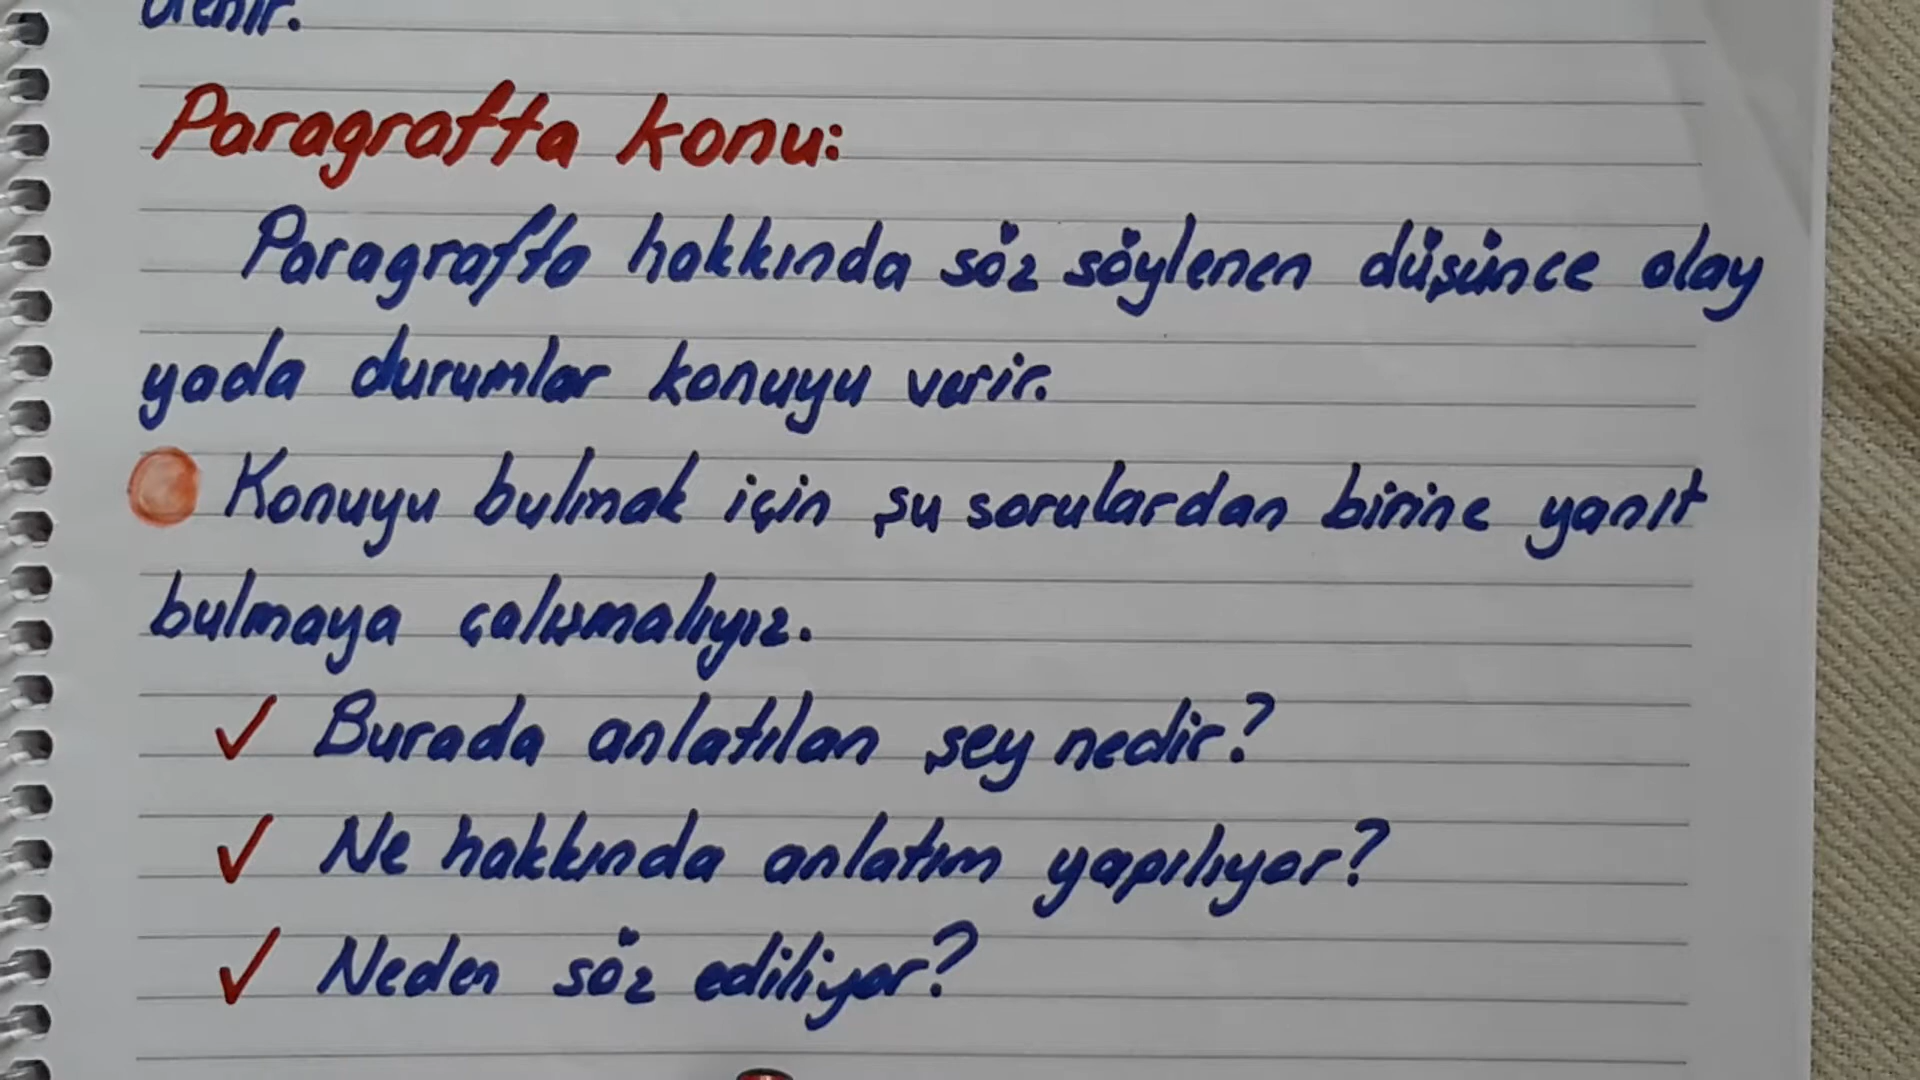 Paragrafta konu:
Paragrafta hakkında söz söylenen düşünce olay
yada durumlar konuyu verir.
Konuyu bulmak için şu sorulardan birine yanıt
bulmaya çalışmalıyız.
✓ Burada anlatılan şey nedir?
✓ Ne hakkında anlatım yapılıyor?
✓ Neden söz ediliyor?